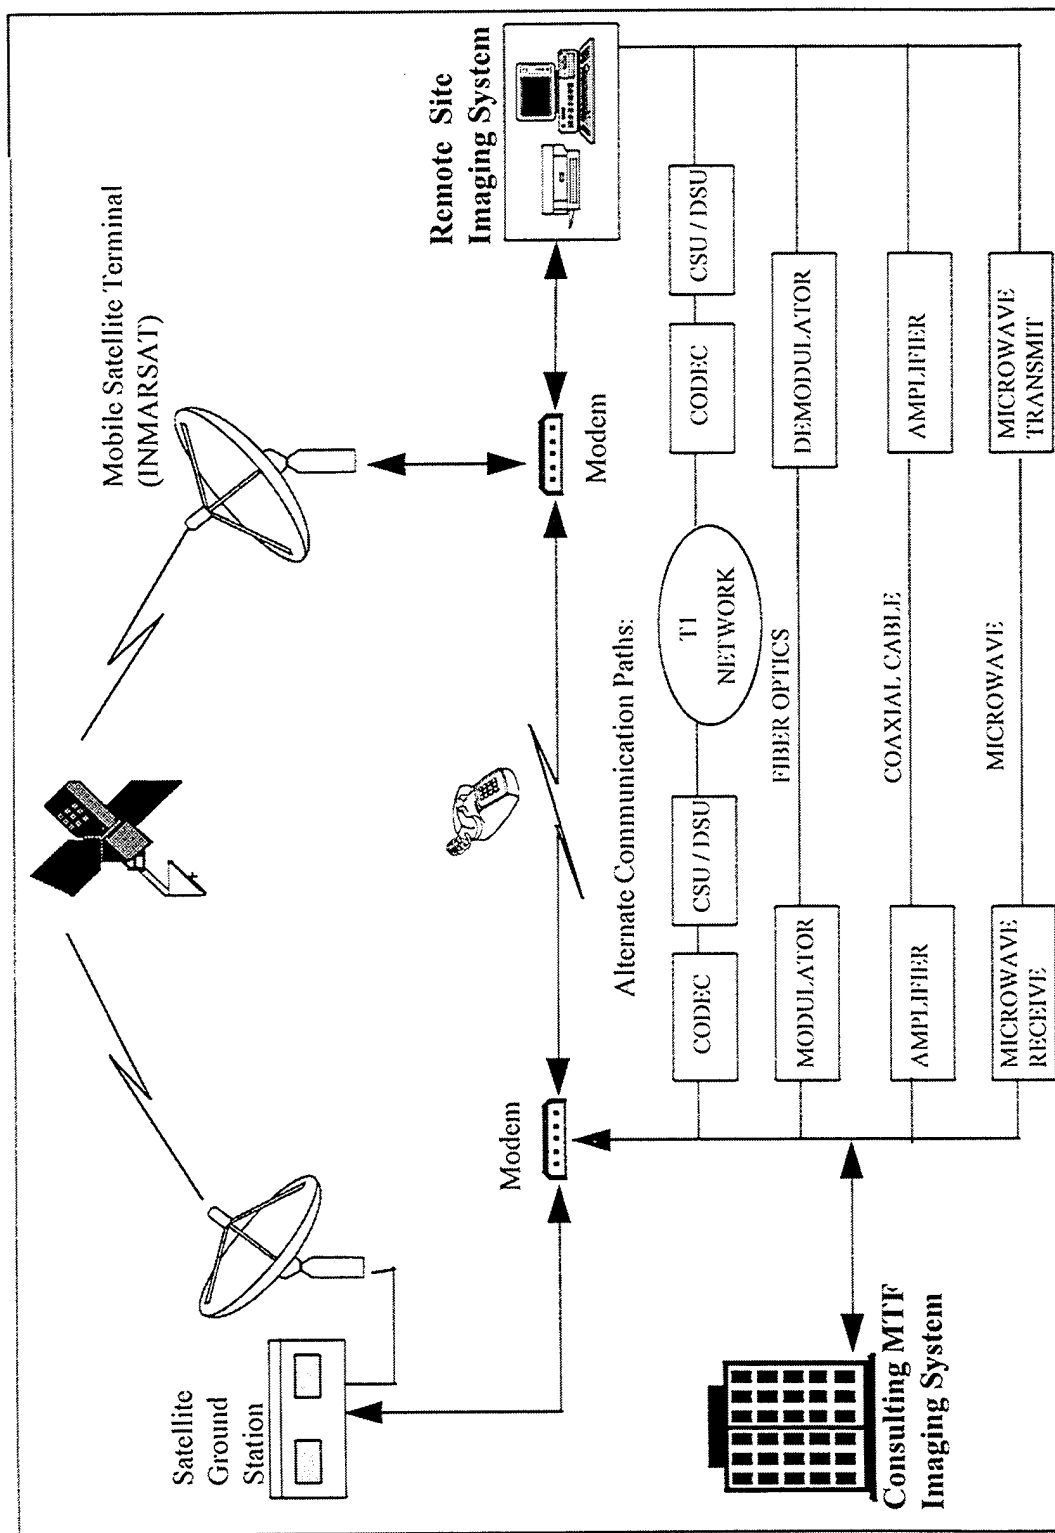 Mobile Satellite Terminal
(INMARSAT)
Satellite
Ground
Station
Remote Site
Imaging System
Modem
Modem
Alternate Communication Paths:
CODEC
CSU / DSU
T1
NETWORK
CODEC
CSU / DSU
MODULATOR
FIBER OPTICS
DEMODULATOR
AMPLIFIER
COAXIAL CABLE
AMPLIFIER
MICROWAVE
RECEIVE
MICROWAVE
MICROWAVE
TRANSMIT
Consulting MTF
Imaging System